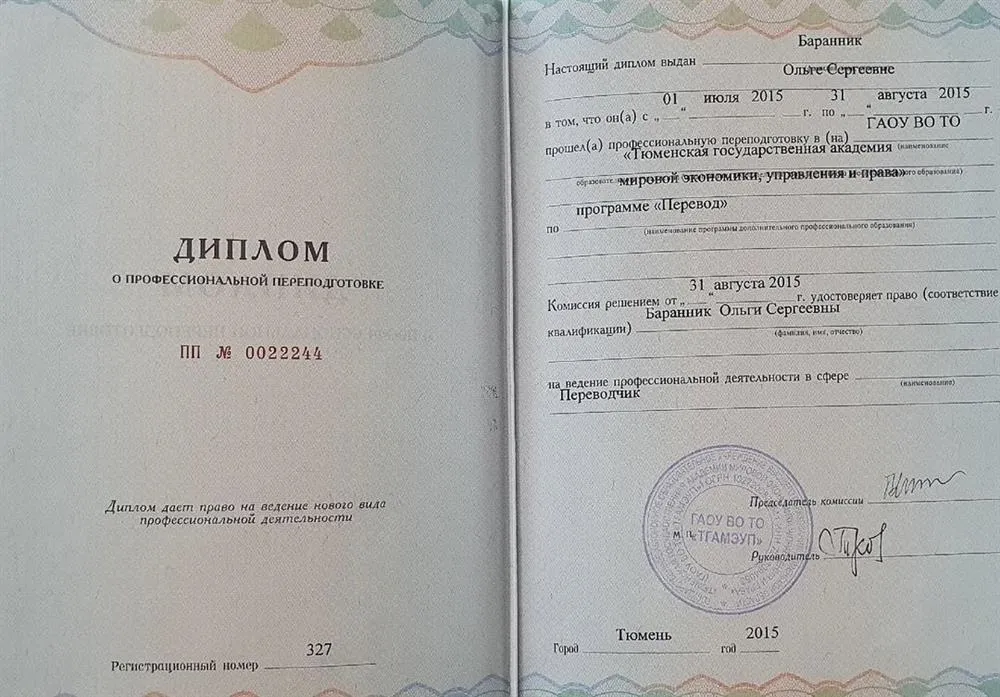 ДИПЛОМ
О ПРОФЕССИОНАЛЬНОЙ ПЕРЕПОДГОТОВКЕ
ПП № 0022244
Диплом дает право на ведение нового вида
профессиональной деятельности
Регистрационный номер 327
Баранник
Настоящий диплом выдан
Ольге Сергеевне
01 июля 2015 31 августа 2015
в том, что он(а) с „ “ г. по „ “ г.
ГАОУ ВО ТО
прошел(а) профессиональную переподготовку в (на)
«Тюменская государственная академия (наименование
мировой экономики, управления и права»
программе «Перевод»
по
(наименование программы дополнительного профессионального образования)
31 августа 2015
Комиссия решением от „ “ г. удостоверяет право (соответствие
Баранник Ольги Сергеевны
квалификации)
(фамилия, имя, отчество)
на ведение профессиональной деятельности в сфере
(наименование)
Переводчик
Председатель комиссии
ГАОУ ВО ТО
«ТГАМЭУП»
М. П.
Руководитель
Тюмень 2015
Город год